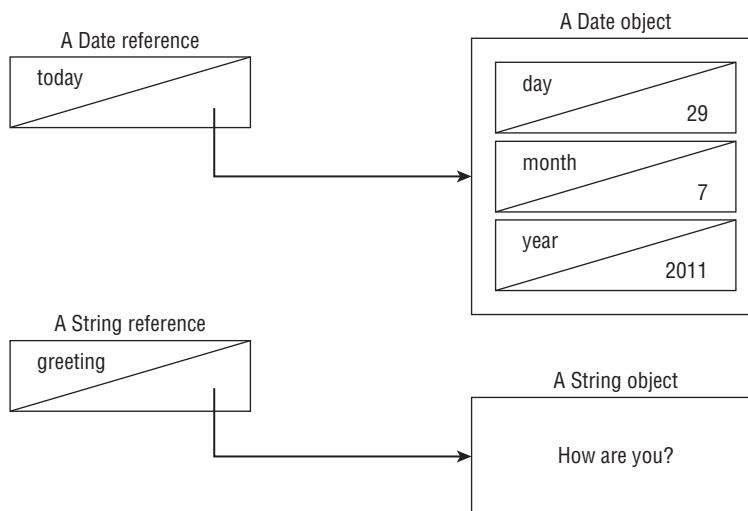 A Date reference
today
A Date object
day
29
month
7
year
2011
A String reference
greeting
A String object
How are you?